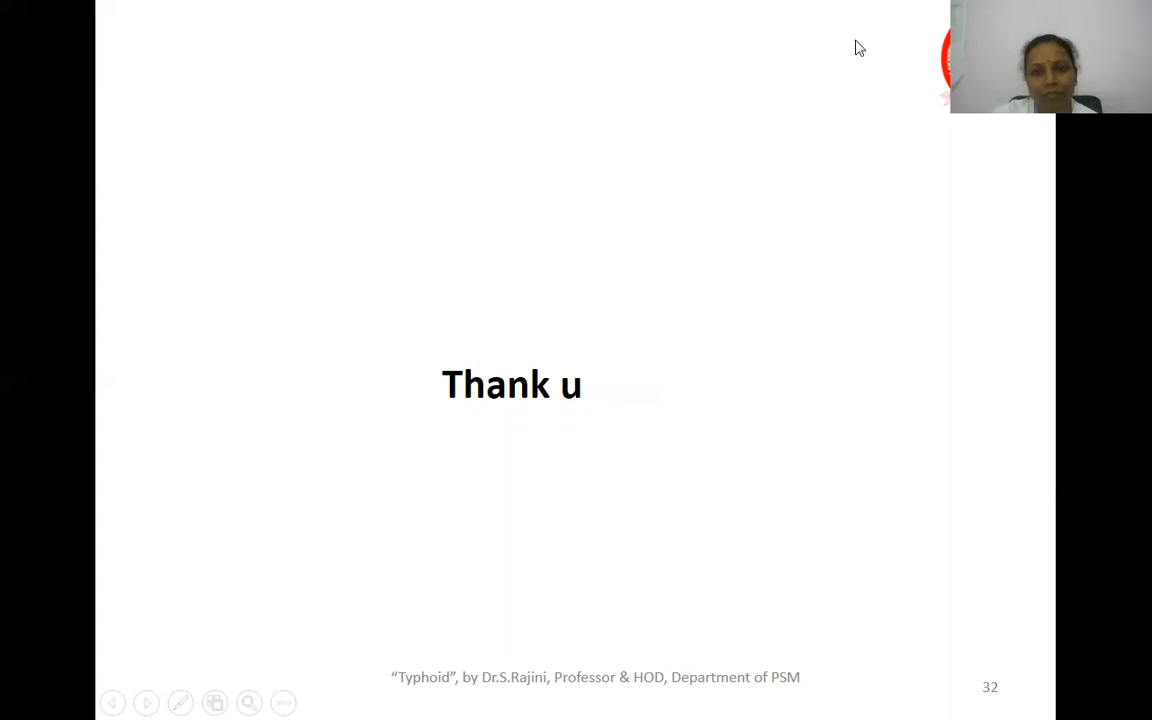 Thank u
“Typhoid”, by Dr.S.Rajini, Professor & HOD, Department of PSM
32